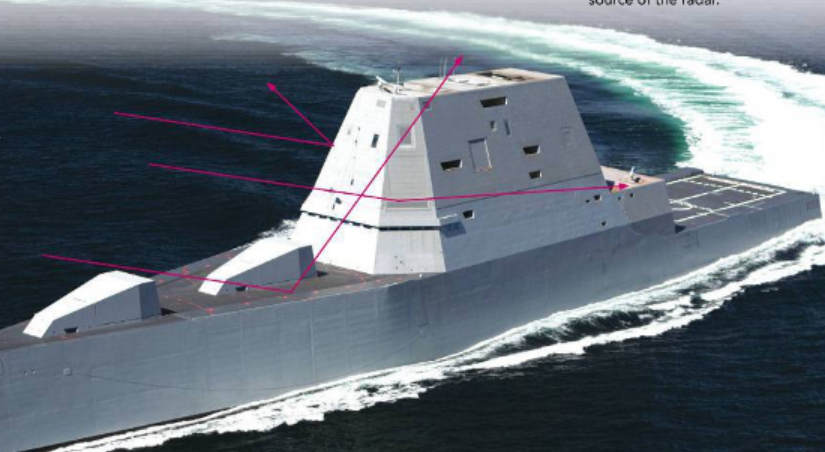 source of the radar.